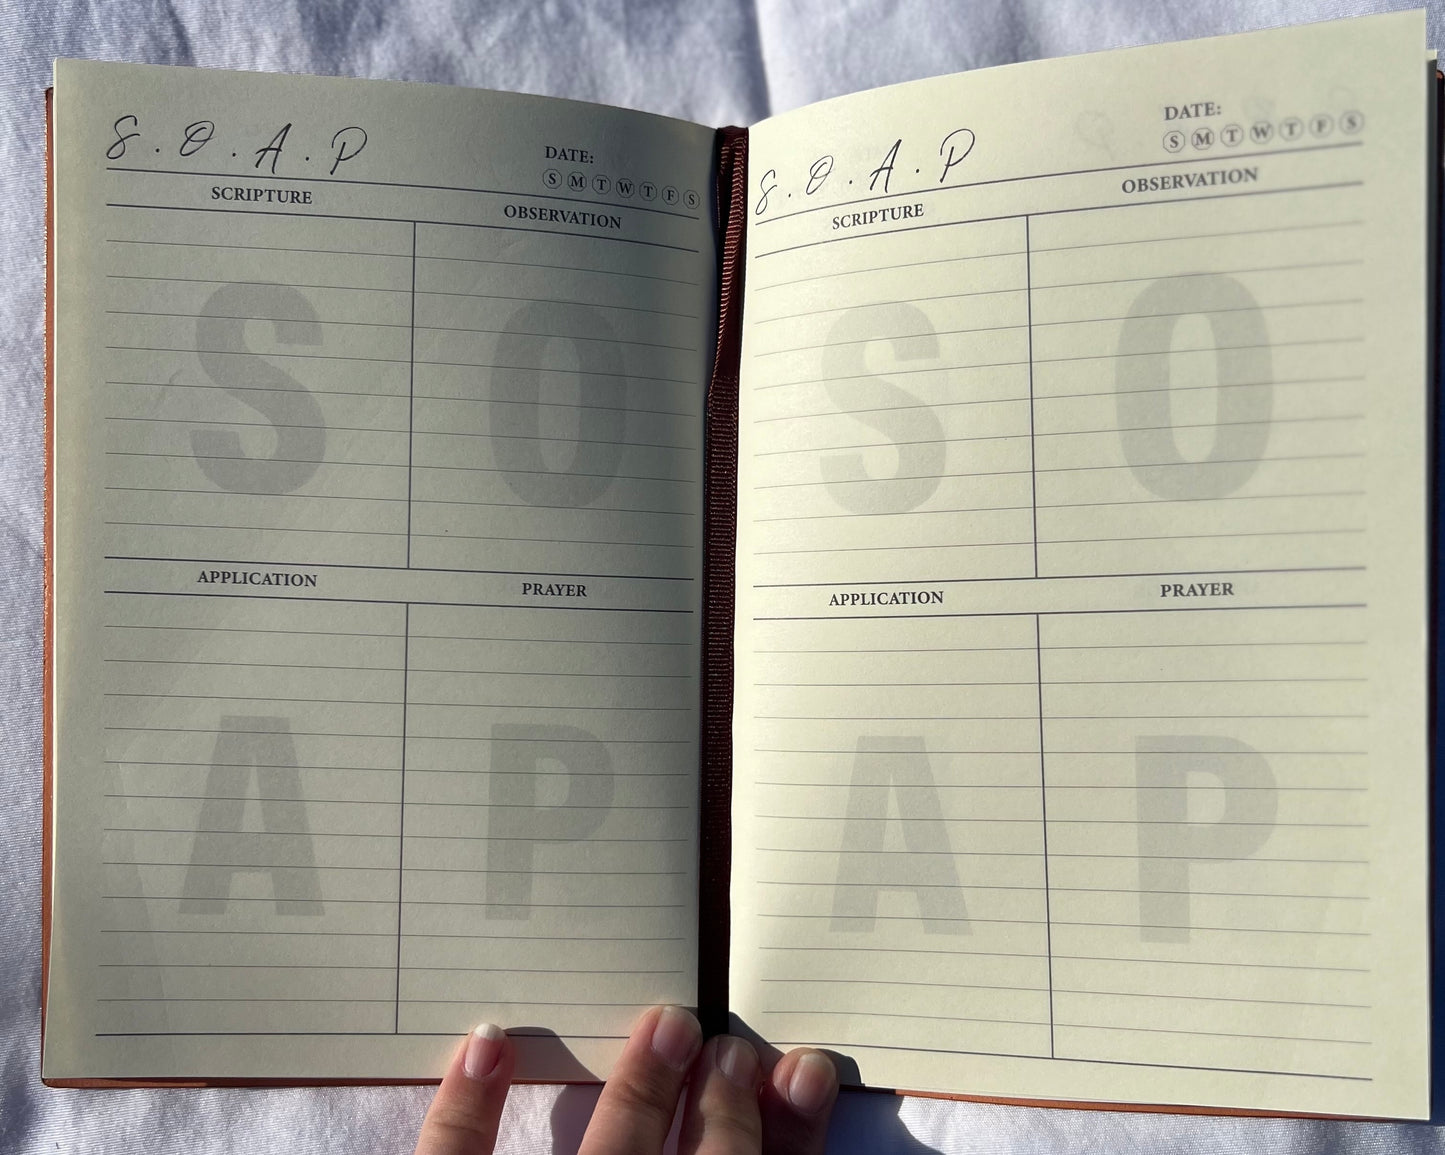 S.O.A.P
DATE:
S M T W T F S
SCRIPTURE
OBSERVATION
S
O
APPLICATION
PRAYER
A
P
S.O.A.P
DATE:
S M T W T F S
SCRIPTURE
OBSERVATION
S
O
APPLICATION
PRAYER
A
P